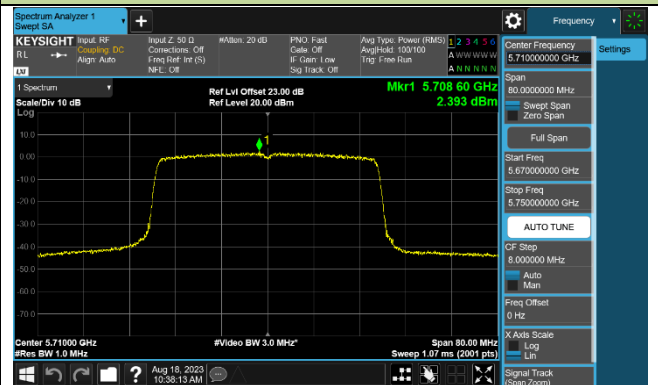 Spectrum Analyzer 1
Swept SA
+
Frequency
KEYSIGHT
RL
LXI
Input: RF
Coupling: DC
Align: Auto
Input Z: 50 Ω
Corrections: Off
Freq Ref: Int (S)
NFE: Off
#Atten: 20 dB
PNO: Fast
Gate: Off
IF Gain: Low
Sig Track: Off
Avg Type: Power (RMS)
Avg|Hold: 100/100
Trig: Free Run
1 2 3 4 5 6
A W W W W W
A N N N N N
1 Spectrum
Scale/Div 10 dB
Log
Ref Lvl Offset 23.00 dB
Ref Level 20.00 dBm
Mkr1 5.708 60 GHz
2.393 dBm
1
10.0
0.00
-10.0
-20.0
-30.0
-40.0
-50.0
-60.0
-70.0
Center 5.71000 GHz
#Res BW 1.0 MHz
#Video BW 3.0 MHz*
Span 80.00 MHz
Sweep 1.07 ms (2001 pts)
Aug 18, 2023
10:38:13 AM
?
Center Frequency
5.710000000 GHz
Span
80.0000000 MHz
Swept Span
Zero Span
Full Span
Start Freq
5.670000000 GHz
Stop Freq
5.750000000 GHz
AUTO TUNE
CF Step
8.000000 MHz
Auto
Man
Freq Offset
0 Hz
X Axis Scale
Log
Lin
Signal Track
(Span Zoom)
Settings